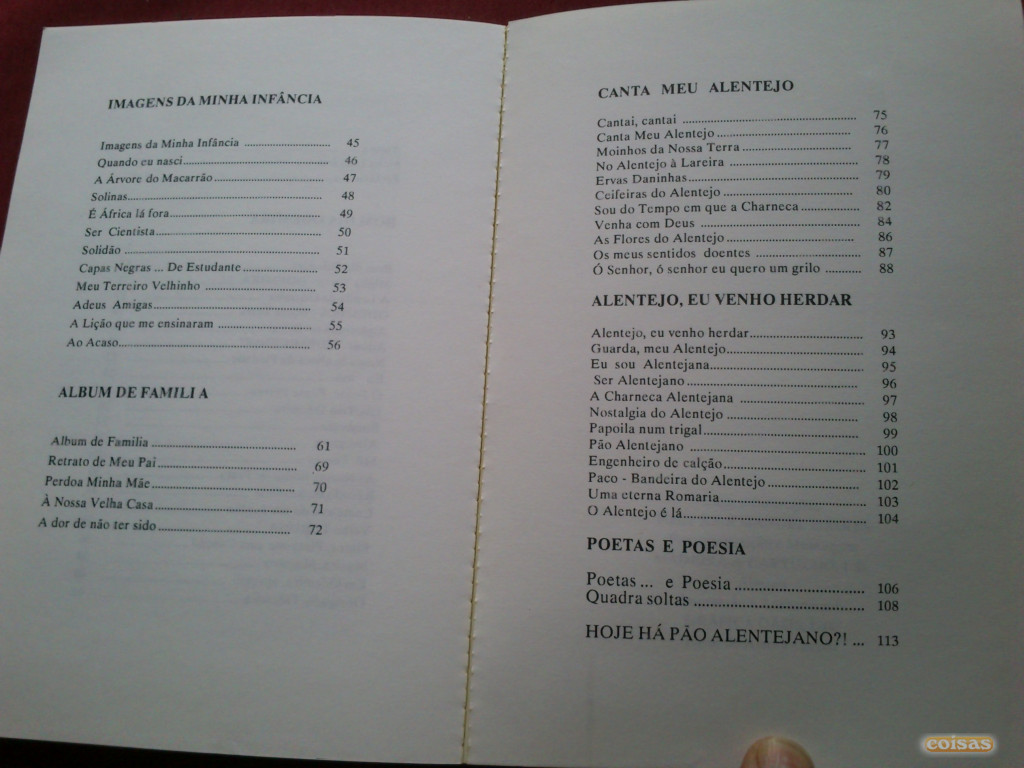 IMAGENS DA MINHA INFÂNCIA
Imagens da Minha Infância ........................ 45
Quando eu nasci........................................ 46
A Árvore do Macarrão.............................. 47
Solinas...................................................... 48
É África lá fora......................................... 49
Ser Cientista............................................. 50
Solidão ..................................................... 51
Capas Negras ... De Estudante ..................... 52
Meu Terreiro Velhinho .............................. 53
Adeus Amigas........................................... 54
A Lição que me ensinaram ......................... 55
Ao Acaso................................................... 56
ALBUM DE FAMILIA
Album de Familia ....................................... 61
Retrato de Meu Pai..................................... 69
Perdoa Minha Mãe..................................... 70
À Nossa Velha Casa.................................... 71
A dor de não ter sido................................... 72
CANTA MEU ALENTEJO
Cantai, cantai ................................................ 75
Canta Meu Alentejo..................................... 76
Moinhos da Nossa Terra.............................. 77
No Alentejo à Lareira ................................... 78
Ervas Daninhas............................................. 79
Ceifeiras do Alentejo.................................... 80
Sou do Tempo em que a Charneca................ 82
Venha com Deus .......................................... 84
As Flores do Alentejo................................... 86
Os meus sentidos doentes ............................ 87
Ó Senhor, ó senhor eu quero um grilo .......... 88
ALENTEJO, EU VENHO HERDAR
Alentejo, eu venho herdar............................. 93
Guarda, meu Alentejo................................... 94
Eu sou Alentejana......................................... 95
Ser Alentejano.............................................. 96
A Charneca Alentejana ................................ 97
Nostalgia do Alentejo ................................... 98
Papoila num trigal......................................... 99
Pão Alentejano ............................................. 100
Engenheiro de calção.................................... 101
Paco - Bandeira do Alentejo......................... 102
Uma eterna Romaria..................................... 103
O Alentejo é lá.............................................. 104
POETAS E POESIA
Poetas ... e Poesia ......................................... 106
Quadra soltas ................................................ 108
HOJE HÁ PÃO ALENTEJANO?! ... 113
coisas